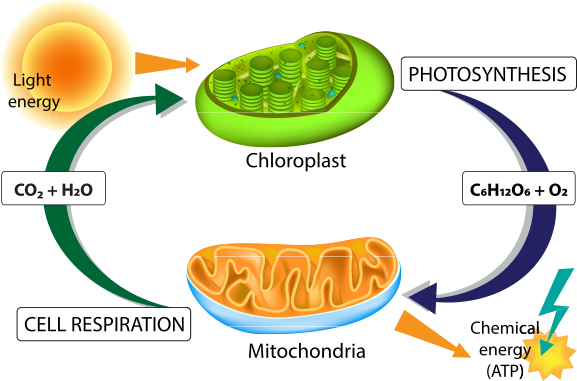 Light
energy
PHOTOSYNTHESIS
Chloroplast
CO₂ + H₂O
C₆H₁₂O₆ + O₂
CELL RESPIRATION
Mitochondria
Chemical
energy
(ATP)